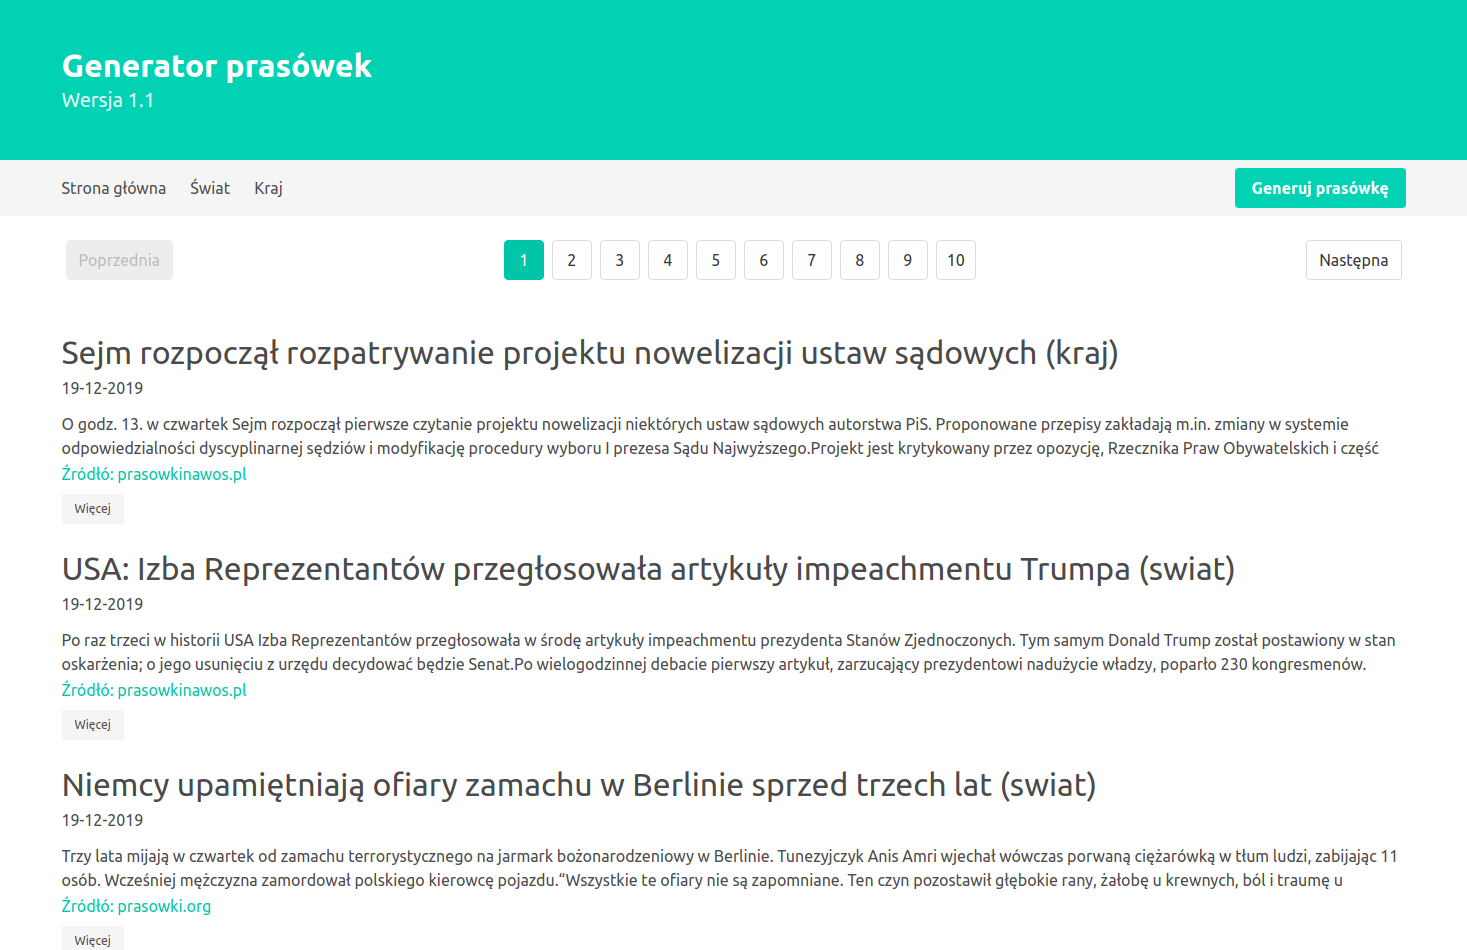 Generator prasówek
Wersja 1.1
Strona główna Świat Kraj Generuj prasówkę
Poprzednia 1 2 3 4 5 6 7 8 9 10 Następna
Sejm rozpoczął rozpatrywanie projektu nowelizacji ustaw sądowych (kraj)
19-12-2019
O godz. 13. w czwartek Sejm rozpoczął pierwsze czytanie projektu nowelizacji niektórych ustaw sądowych autorstwa PiS. Proponowane przepisy zakładają m.in. zmiany w systemie
odpowiedzialności dyscyplinarnej sędziów i modyfikację procedury wyboru I prezesa Sądu Najwyższego.Projekt jest krytykowany przez opozycję, Rzecznika Praw Obywatelskich i część
Źródłó: prasowkinawos.pl
Więcej
USA: Izba Reprezentantów przegłosowała artykuły impeachmentu Trumpa (swiat)
19-12-2019
Po raz trzeci w historii USA Izba Reprezentantów przegłosowała w środę artykuły impeachmentu prezydenta Stanów Zjednoczonych. Tym samym Donald Trump został postawiony w stan
oskarżenia; o jego usunięciu z urzędu decydować będzie Senat.Po wielogodzinnej debacie pierwszy artykuł, zarzucający prezydentowi nadużycie władzy, poparło 230 kongresmenów.
Źródłó: prasowkinawos.pl
Więcej
Niemcy upamiętniają ofiary zamachu w Berlinie sprzed trzech lat (swiat)
19-12-2019
Trzy lata mijają w czwartek od zamachu terrorystycznego na jarmark bożonarodzeniowy w Berlinie. Tunezyjczyk Anis Amri wjechał wówczas porwaną ciężarówką w tłum ludzi, zabijając 11
osób. Wcześniej mężczyzna zamordował polskiego kierowcę pojazdu.“Wszystkie te ofiary nie są zapomniane. Ten czyn pozostawił głębokie rany, żałobę u krewnych, ból i traumę u
Źródłó: prasowki.org
Więcej